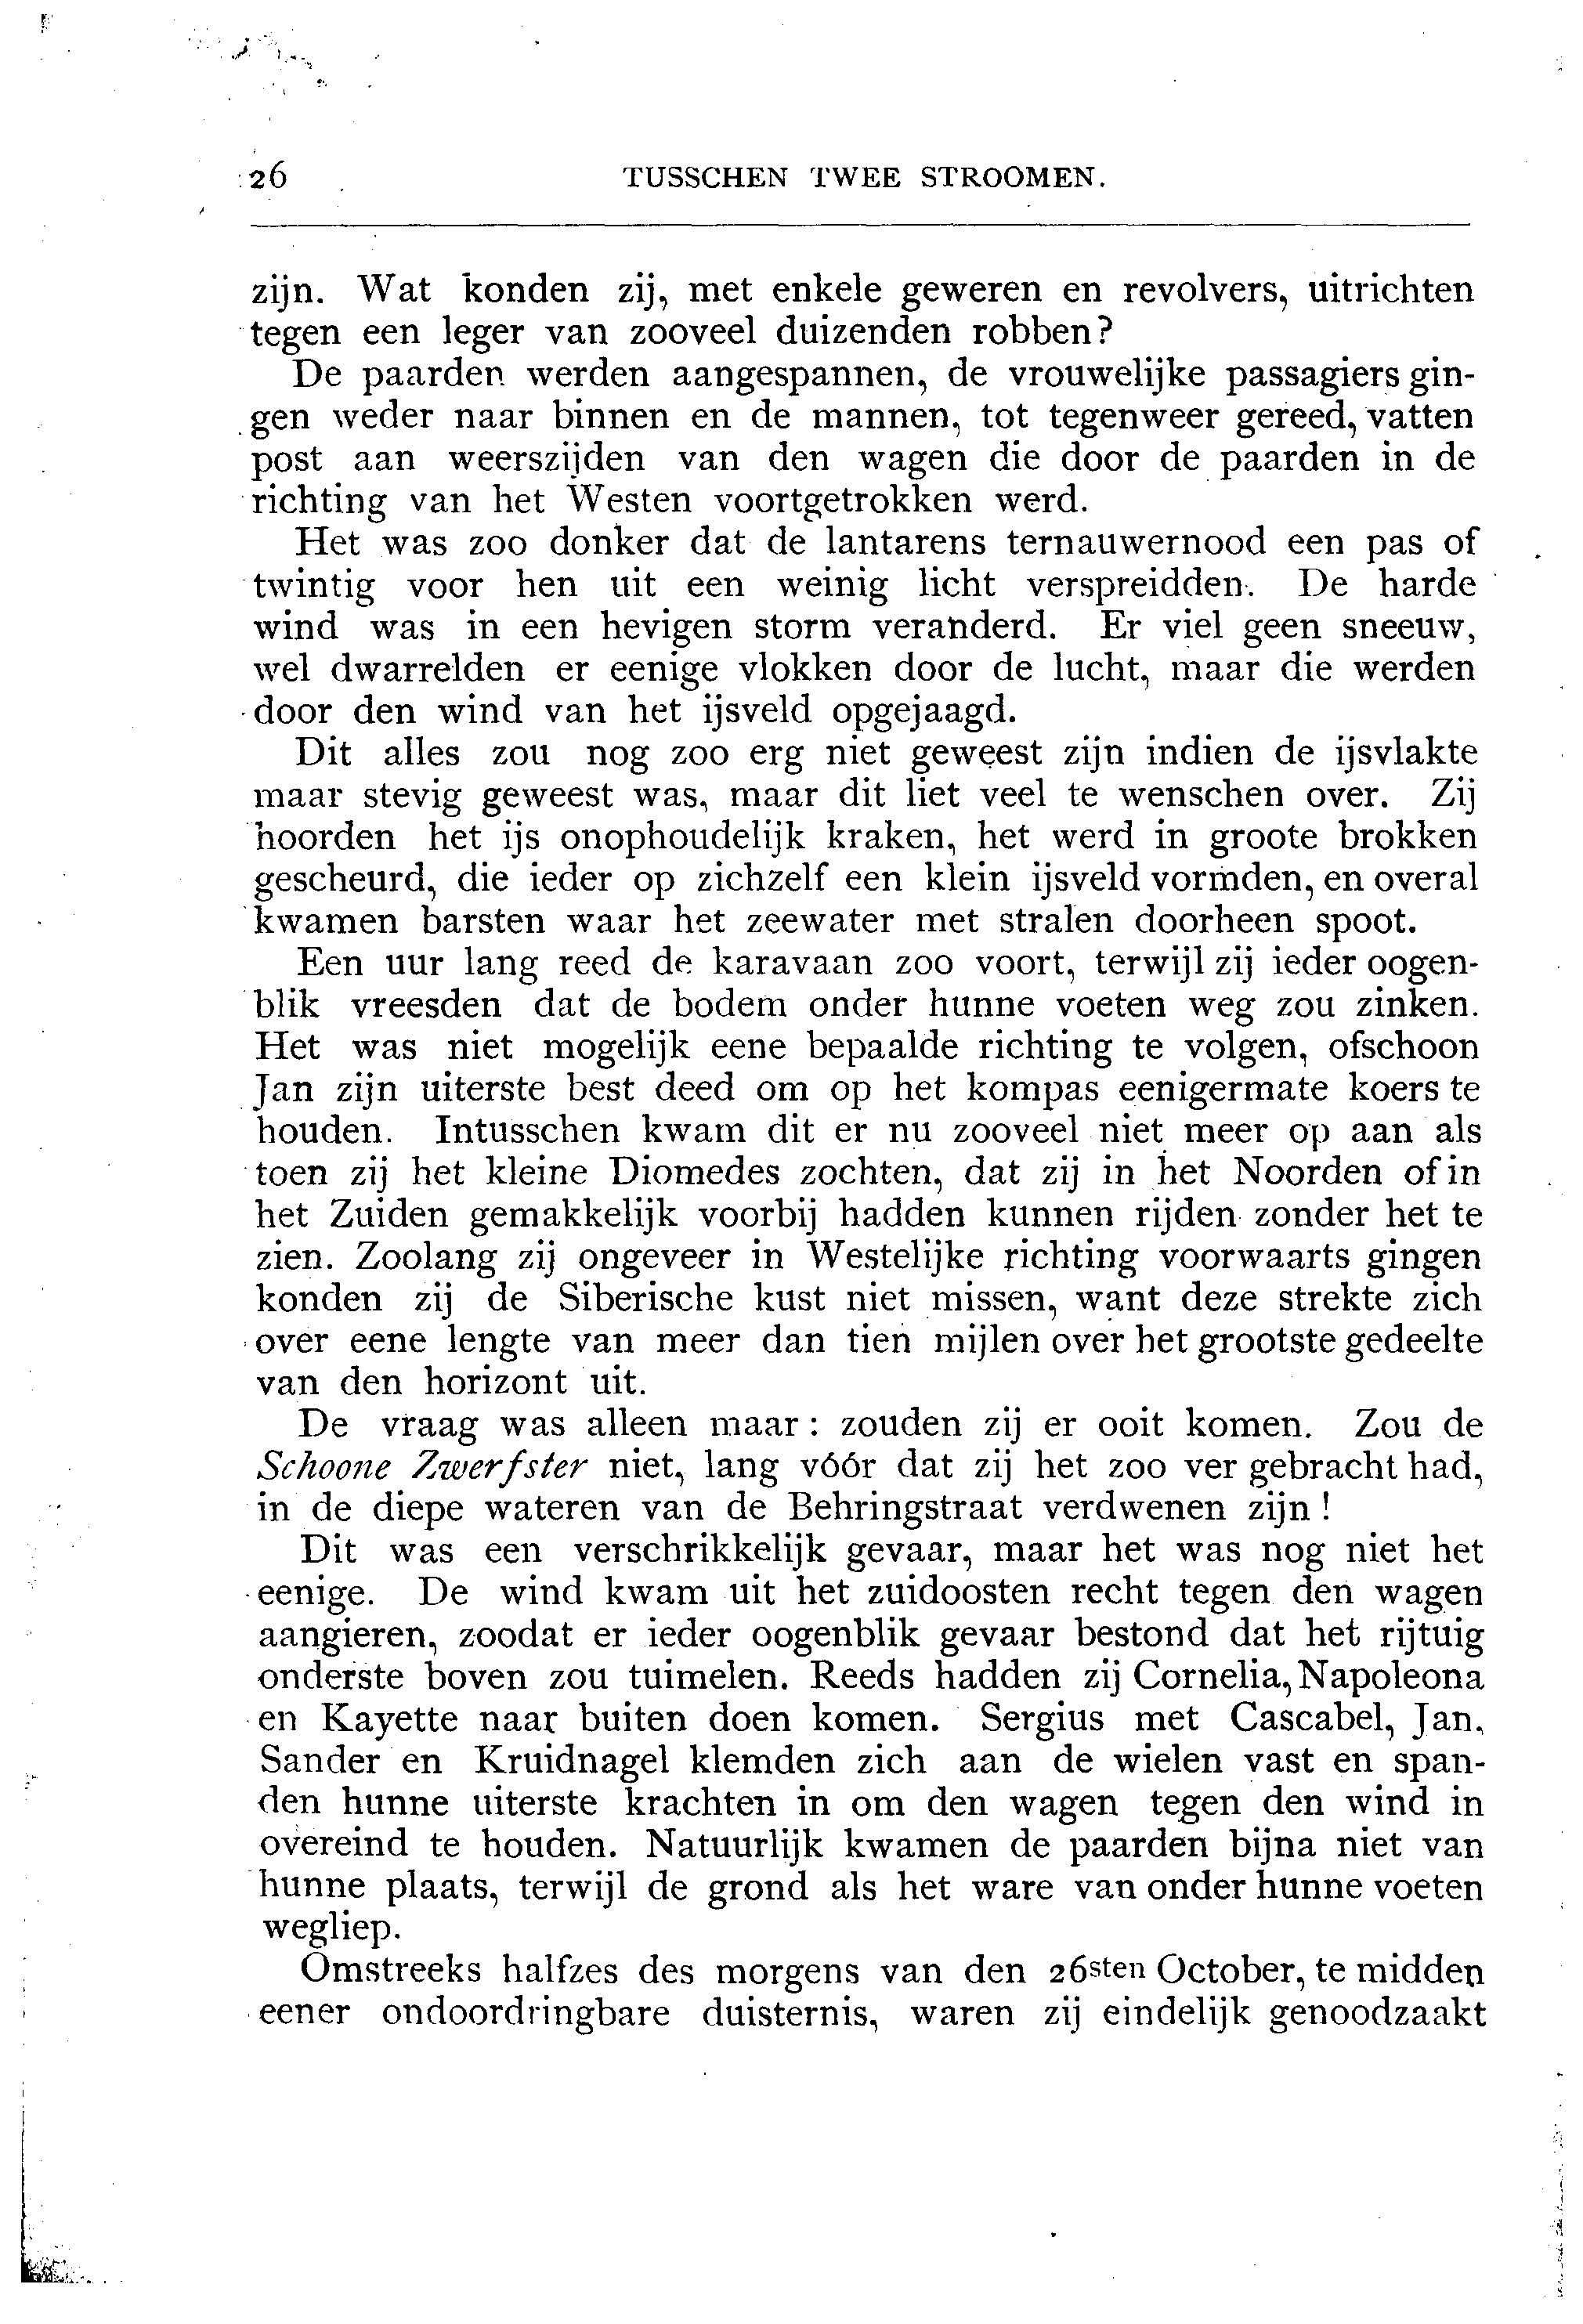 26 TUSSCHEN TWEE STROOMEN.
zijn. Wat konden zij, met enkele geweren en revolvers, uitrichten
tegen een leger van zooveel duizenden robben?
De paarden werden aangespannen, de vrouwelijke passagiers gin-
gen weder naar binnen en de mannen, tot tegenweer gereed, vatten
post aan weerszijden van den wagen die door de paarden in de
richting van het Westen voortgetrokken werd.
Het was zoo donker dat de lantarens ternauwernood een pas of
twintig voor hen uit een weinig licht verspreidden. De harde
wind was in een hevigen storm veranderd. Er viel geen sneeuw,
wel dwarrelden er eenige vlokken door de lucht, maar die werden
door den wind van het ijsveld opgejaagd.
Dit alles zou nog zoo erg niet geweest zijn indien de ijsvlakte
maar stevig geweest was, maar dit liet veel te wenschen over. Zij
hoorden het ijs onophoudelijk kraken, het werd in groote brokken
gescheurd, die ieder op zichzelf een klein ijsveld vormden, en overal
kwamen barsten waar het zeewater met stralen doorheen spoot.
Een uur lang reed de karavaan zoo voort, terwijl zij ieder oogen-
blik vreesden dat de bodem onder hunne voeten weg zou zinken.
Het was niet mogelijk eene bepaalde richting te volgen, ofschoon
Jan zijn uiterste best deed om op het kompas eenigermate koers te
houden. Intusschen kwam dit er nu zooveel niet meer op aan als
toen zij het kleine Diomedes zochten, dat zij in het Noorden of in
het Zuiden gemakkelijk voorbij hadden kunnen rijden zonder het te
zien. Zoolang zij ongeveer in Westelijke richting voorwaarts gingen
konden zij de Siberische kust niet missen, want deze strekte zich
over eene lengte van meer dan tien mijlen over het grootste gedeelte
van den horizont uit.
De vraag was alleen maar: zouden zij er ooit komen. Zou de
Schoone Zwerfster niet, lang vóór dat zij het zoo ver gebracht had,
in de diepe wateren van de Behringstraat verdwenen zijn!
Dit was een verschrikkelijk gevaar, maar het was nog niet het
eenige. De wind kwam uit het zuidoosten recht tegen den wagen
aangieren, zoodat er ieder oogenblik gevaar bestond dat het rijtuig
onderste boven zou tuimelen. Reeds hadden zij Cornelia, Napoleona
en Kayette naar buiten doen komen. Sergius met Cascabel, Jan,
Sander en Kruidnagel klemden zich aan de wielen vast en span-
den hunne uiterste krachten in om den wagen tegen den wind in
overeind te houden. Natuurlijk kwamen de paarden bijna niet van
hunne plaats, terwijl de grond als het ware van onder hunne voeten
wegliep.
Omstreeks halfzes des morgens van den 26sten October, te midden
eener ondoordringbare duisternis, waren zij eindelijk genoodzaakt